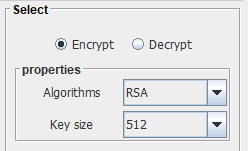 Select
Encrypt Decrypt
properties
Algorithms RSA
Key size 512